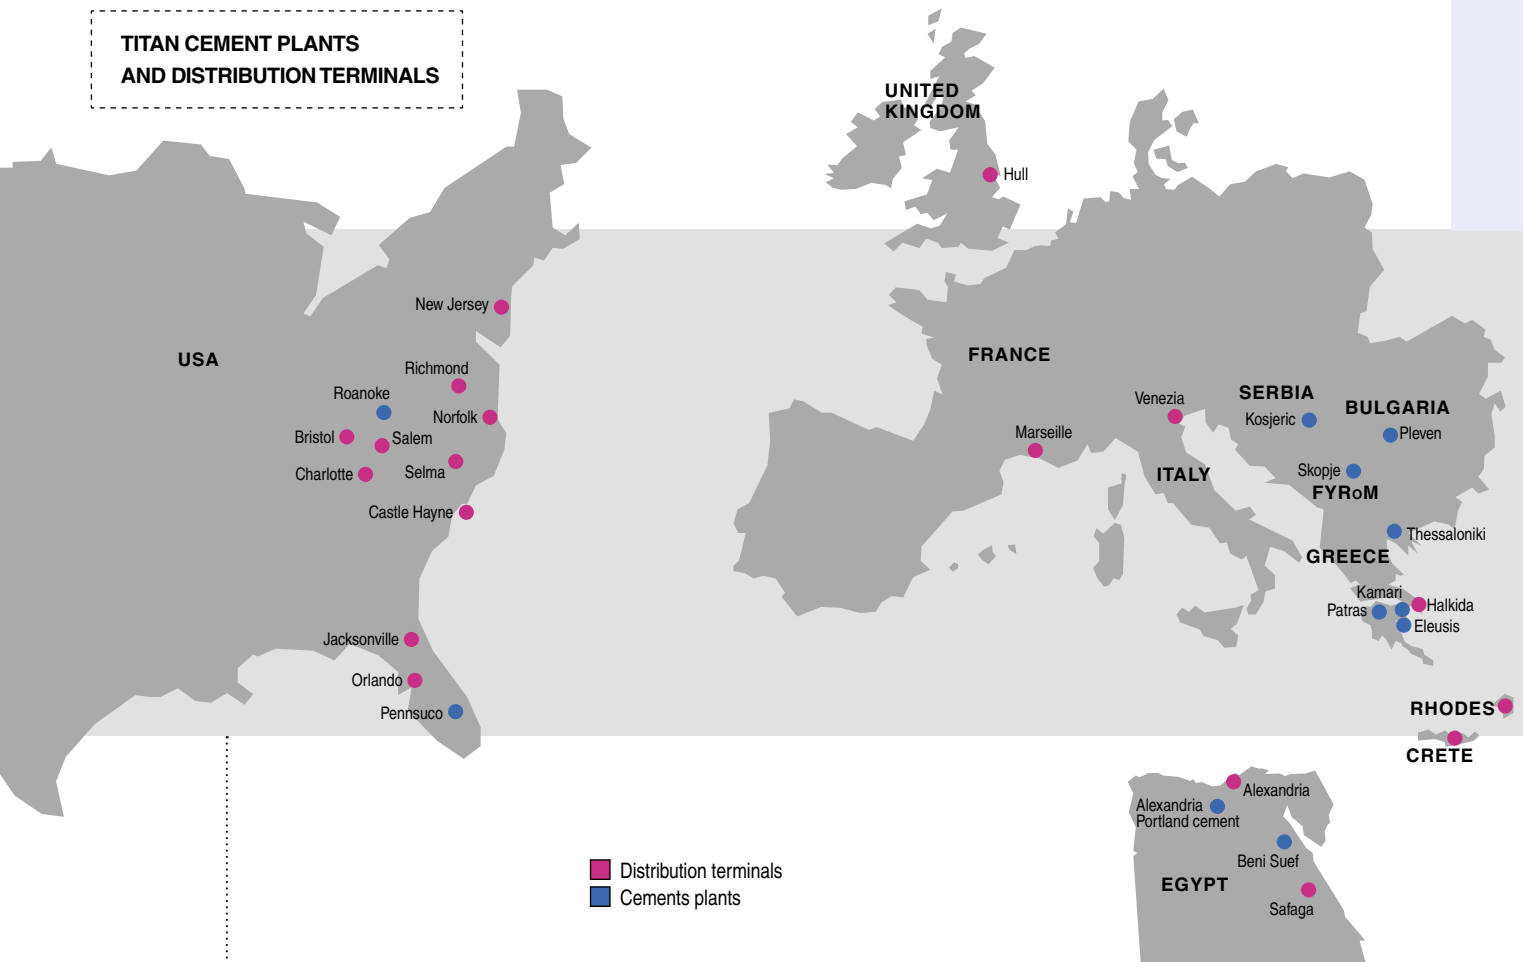 TITAN CEMENT PLANTS
AND DISTRIBUTION TERMINALS
UNITED
KINGDOM
Hull
New Jersey
USA
FRANCE
Richmond
Roanoke
Norfolk
Bristol
Salem
Charlotte
Selma
Castle Hayne
Venezia
SERBIA
Kosjeric
BULGARIA
Pleven
Marseille
ITALY
Skopje
FYRoM
Thessaloniki
GREECE
Kamari
Patras
Halkida
Eleusis
Jacksonville
Orlando
Pennsuco
RHODES
CRETE
Alexandria
Alexandria
Portland cement
Beni Suef
EGYPT
Safaga
Distribution terminals
Cements plants